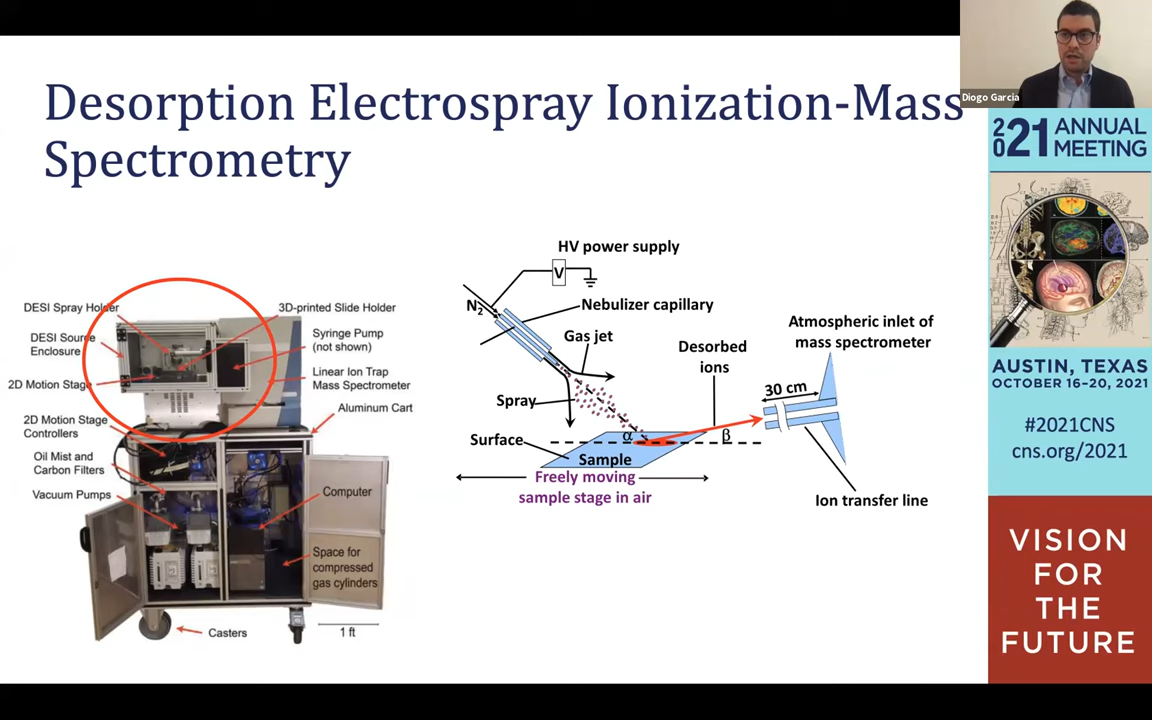 Desorption Electrospray Ionization-Mass
Spectrometry
Diogo Garcia
2021 ANNUAL
MEETING
AUSTIN, TEXAS
OCTOBER 16–20, 2021
#2021CNS
cns.org/2021
VISION
FOR
THE
FUTURE
DESI Spray Holder
3D-printed Slide Holder
DESI Source
Enclosure
Syringe Pump
(not shown)
2D Motion Stage
Linear Ion Trap
Mass Spectrometer
2D Motion Stage
Controllers
Aluminum Cart
Oil Mist and
Carbon Filters
Vacuum Pumps
Computer
Space for
compressed
gas cylinders
Casters
1 ft
HV power supply
V
N2
Nebulizer capillary
Gas jet
Desorbed
ions
Atmospheric inlet of
mass spectrometer
30 cm
Spray
Surface
α
β
Sample
Freely moving
sample stage in air
Ion transfer line